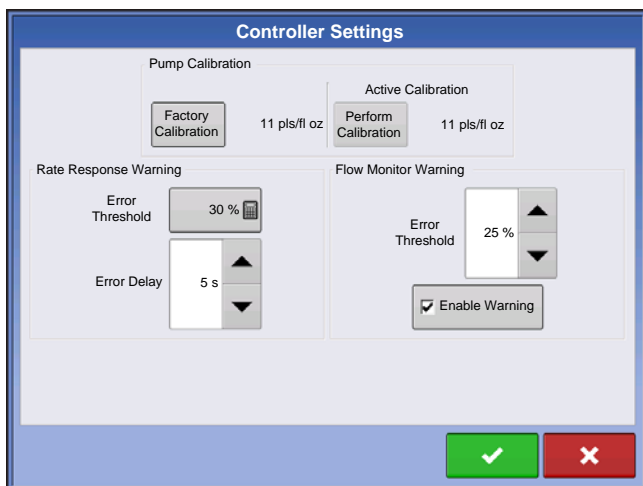 Controller Settings
Pump Calibration
Active Calibration
Factory
Calibration
11 pls/fl oz
Perform
Calibration
11 pls/fl oz
Rate Response Warning
Error
Threshold
30 %
Error Delay
5 s
Flow Monitor Warning
Error
Threshold
25 %
Enable Warning